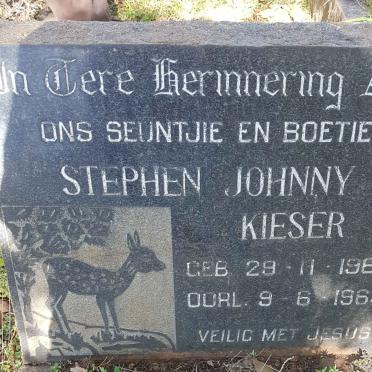 In Tere Herinnering
ONS SEUNTJIE EN BOETIE
STEPHEN JOHNNY
KIESER
GEB. 29 - 11 - 196
OORL. 9 - 6 - 196
VEILIG MET JESUS